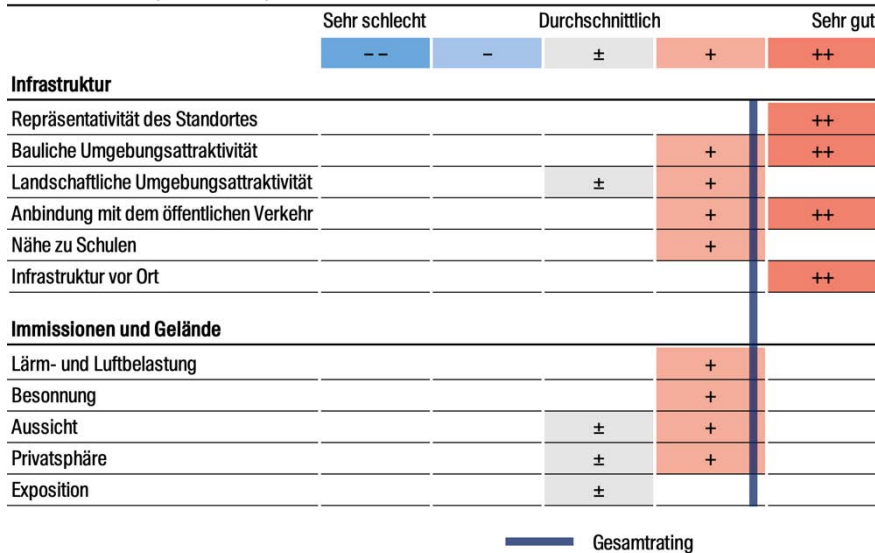 Sehr schlecht Durchschnittlich Sehr gut
– – – ± + ++
Infrastruktur
Repräsentativität des Standortes ++
Bauliche Umgebungsattraktivität + ++
Landschaftliche Umgebungsattraktivität ± +
Anbindung mit dem öffentlichen Verkehr + ++
Nähe zu Schulen +
Infrastruktur vor Ort ++
Immissionen und Gelände
Lärm- und Luftbelastung +
Besonnung +
Aussicht ± +
Privatsphäre ± +
Exposition ±
Gesamtrating